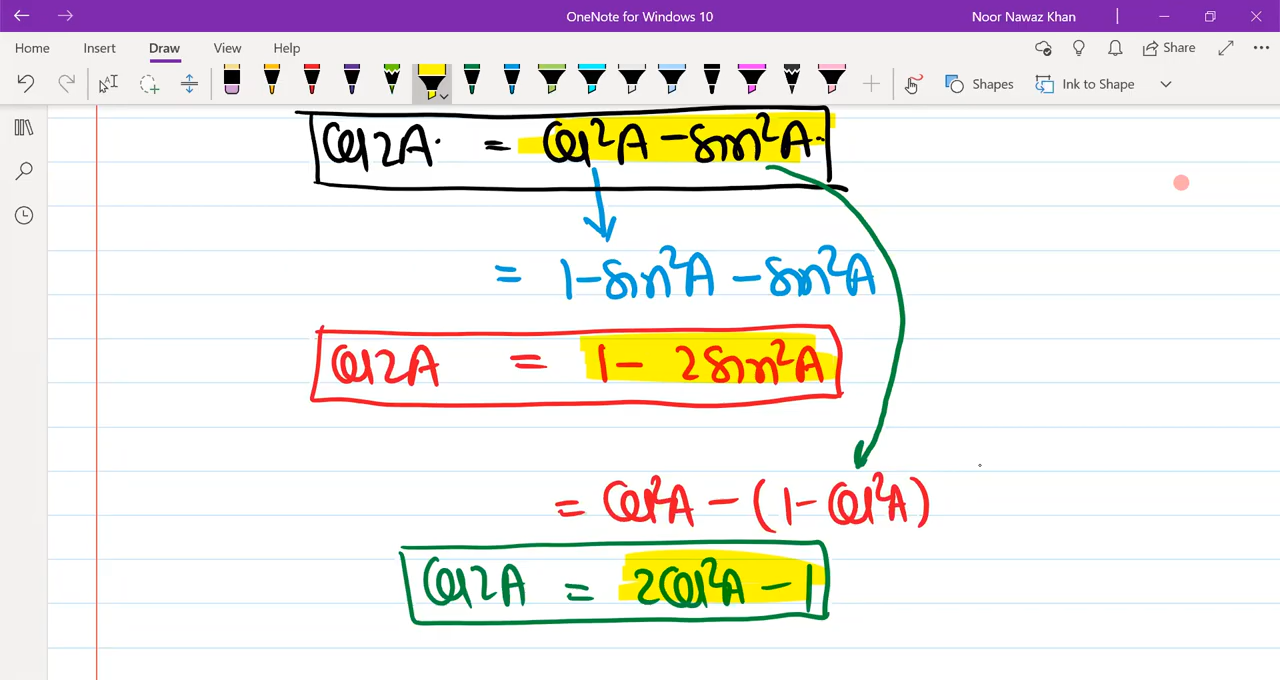 OneNote for Windows 10
Noor Nawaz Khan
Home Insert Draw View Help
Share
Shapes Ink to Shape
Cos2A = Cos²A - Sin²A
= 1 - Sin²A - Sin²A
Cos2A = 1 - 2Sin²A
= Cos²A - (1 - Cos²A)
Cos2A = 2Cos²A - 1